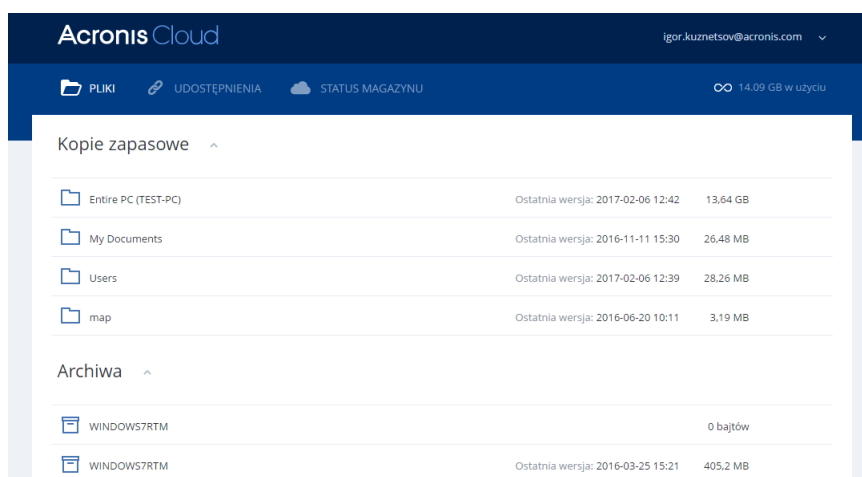 Acronis Cloud
igor.kuznetsov@acronis.com
PLIKI UDOSTĘPNIENIA STATUS MAGAZYNU 14.09 GB w użyciu
Kopie zapasowe
Entire PC (TEST-PC) Ostatnia wersja: 2017-02-06 12:42 13,64 GB
My Documents Ostatnia wersja: 2016-11-11 15:30 26,48 MB
Users Ostatnia wersja: 2017-02-06 12:39 28,26 MB
map Ostatnia wersja: 2016-06-20 10:11 3,19 MB
Archiwa
WINDOWS7RTM 0 bajtów
WINDOWS7RTM Ostatnia wersja: 2016-03-25 15:21 405,2 MB